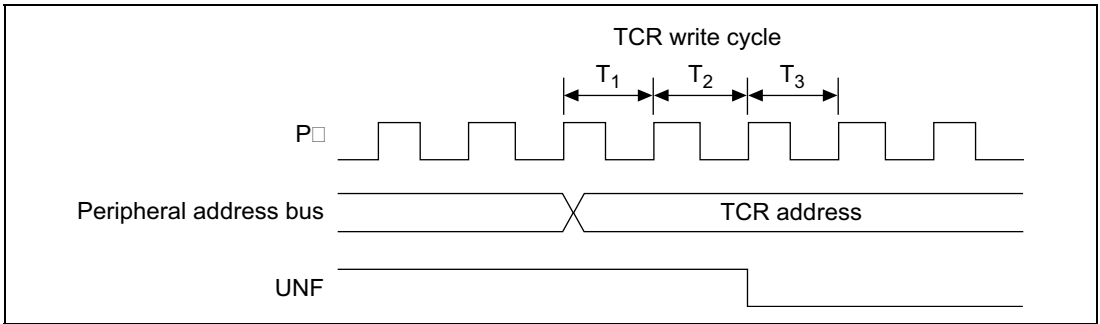 TCR write cycle
T1 T2 T3
P□
Peripheral address bus
TCR address
UNF